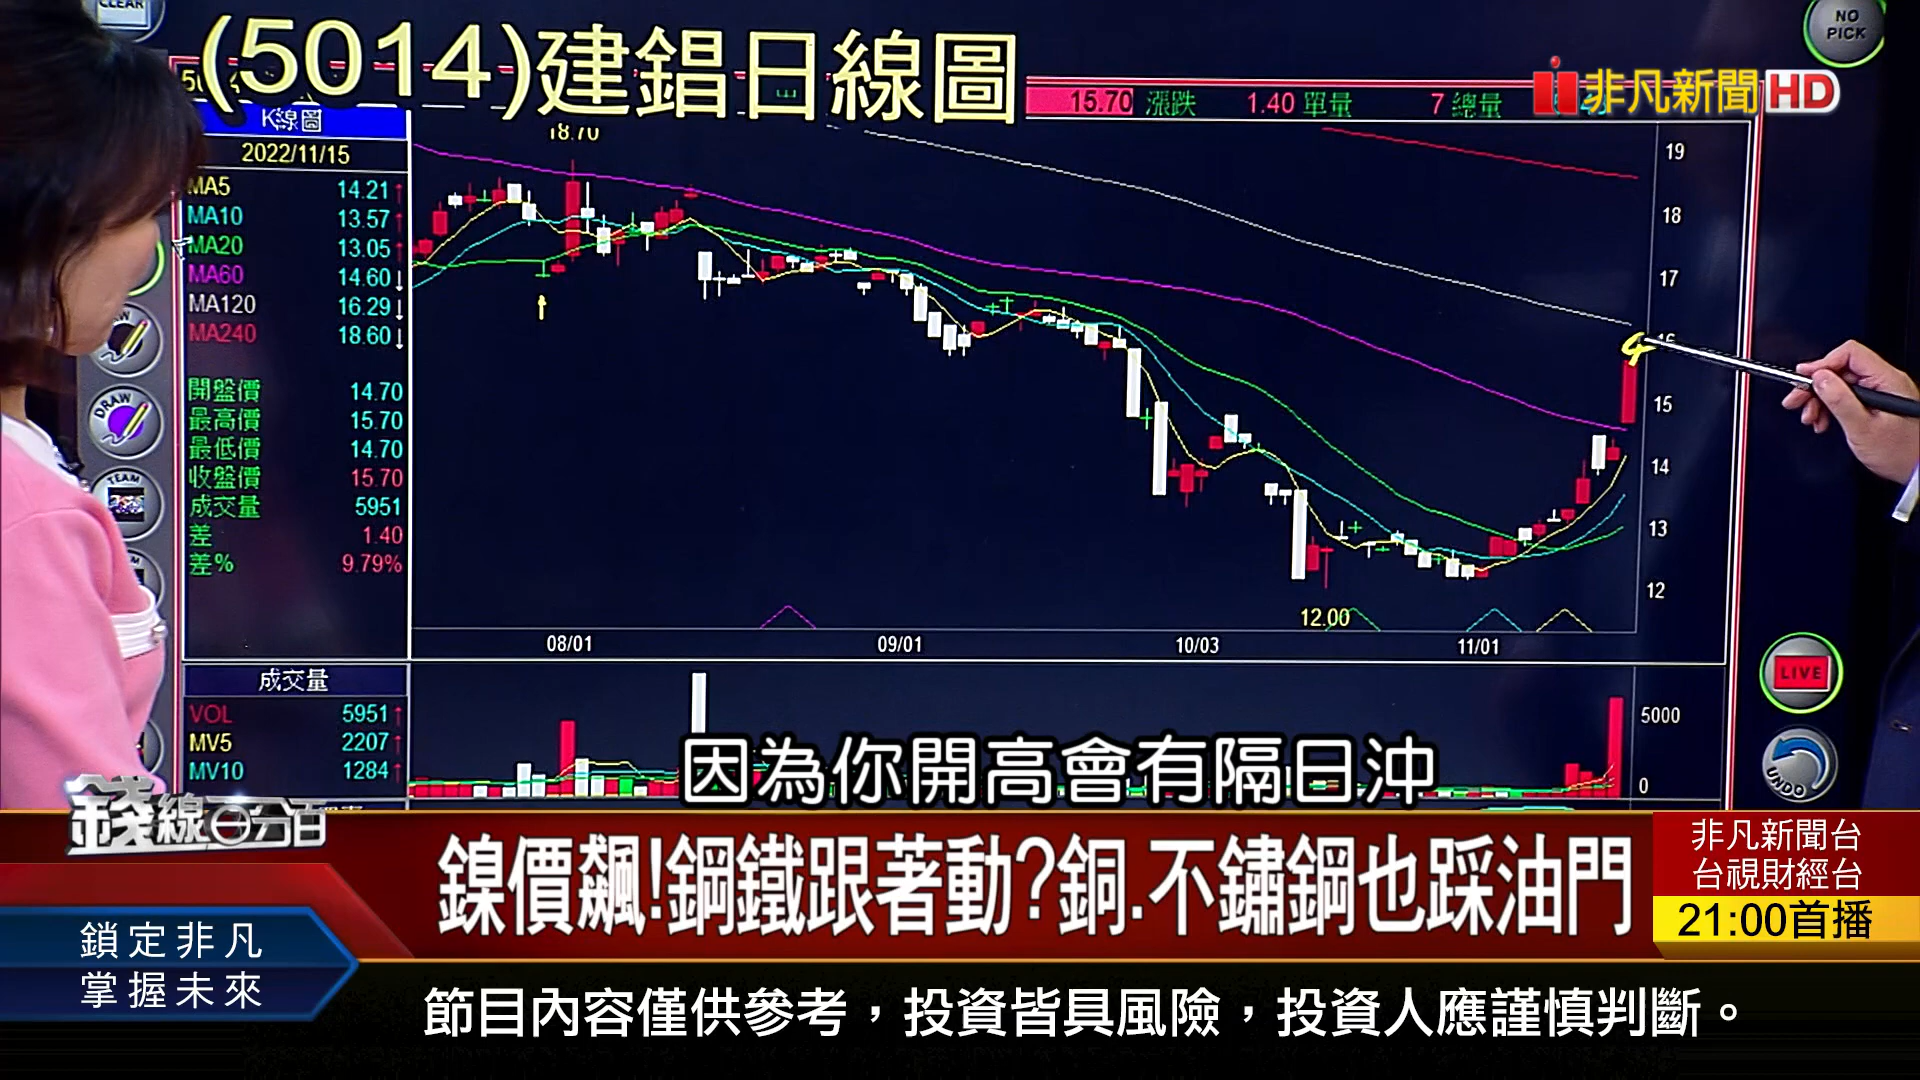 CLEAR
NO
PICK
(5014)建錩日線圖
15.70 漲跌 1.40 單量 7 總量
非凡新聞HD
K線圖
2022/11/15
18.70
MA5 14.21↑
MA10 13.57↑
MA20 13.05↑
MA60 14.60↓
MA120 16.29↓
MA240 18.60↓
開盤價 14.70
最高價 15.70
最低價 14.70
收盤價 15.70
成交量 5951
差 1.40
差% 9.79%
19
18
17
15
14
13
12
12.00
08/01 09/01 10/03 11/01
DRAW
TEAM
LIVE
UNDO
成交量
VOL 5951↑
MV5 2207↑
MV10 1284↑
5000
0
因為你開高會有隔日沖
錢線百分百
鎳價飆!鋼鐵跟著動?銅.不鏽鋼也踩油門
非凡新聞台
台視財經台
21:00首播
鎖定非凡
掌握未來
節目內容僅供參考，投資皆具風險，投資人應謹慎判斷。